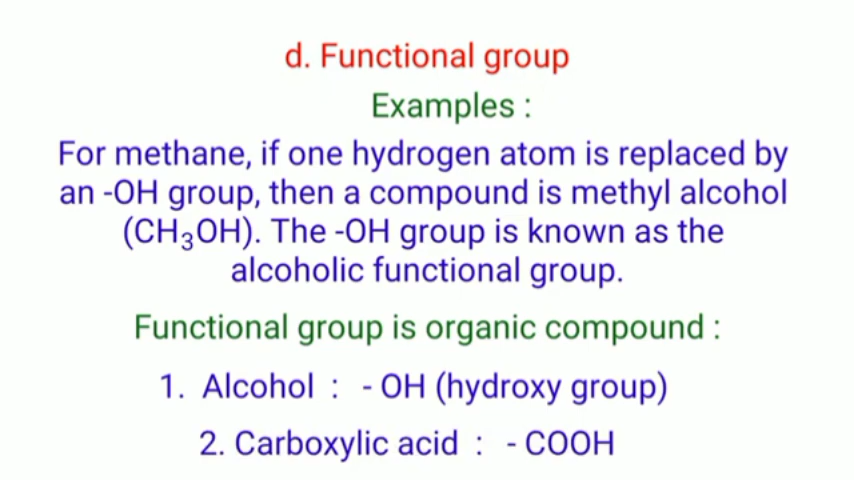 d. Functional group
Examples :
For methane, if one hydrogen atom is replaced by
an -OH group, then a compound is methyl alcohol
(CH₃OH). The -OH group is known as the
alcoholic functional group.
Functional group is organic compound :
1. Alcohol : - OH (hydroxy group)
2. Carboxylic acid : - COOH